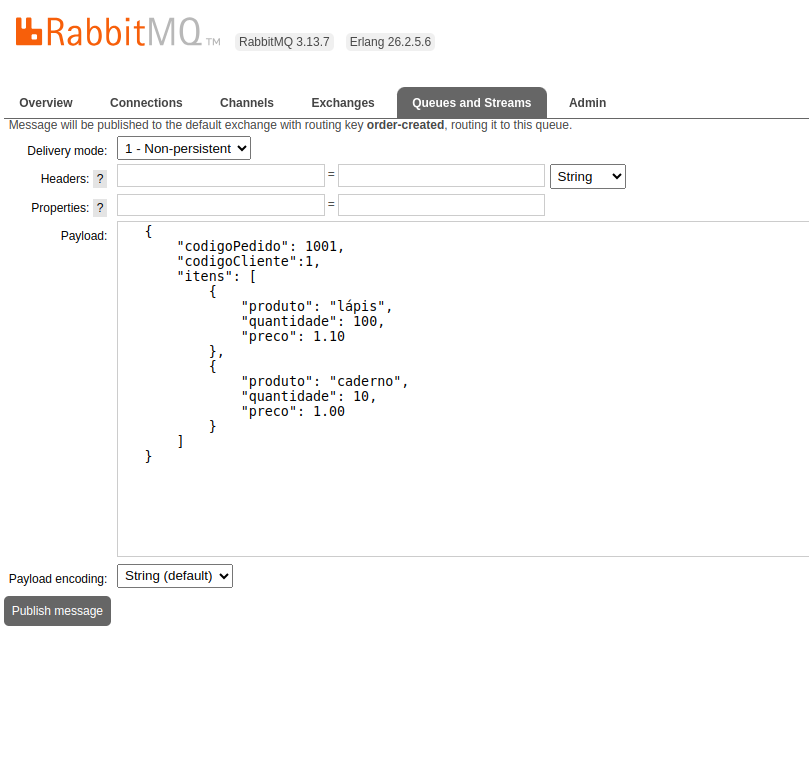 RabbitMQ TM RabbitMQ 3.13.7 Erlang 26.2.5.6
Overview Connections Channels Exchanges Queues and Streams Admin
Message will be published to the default exchange with routing key order-created, routing it to this queue.
Delivery mode: 1 - Non-persistent
Headers: ? = String
Properties: ? =
Payload:
{
    "codigoPedido": 1001,
    "codigoCliente":1,
    "itens": [
        {
            "produto": "lápis",
            "quantidade": 100,
            "preco": 1.10
        },
        {
            "produto": "caderno",
            "quantidade": 10,
            "preco": 1.00
        }
    ]
}
Payload encoding: String (default)
Publish message